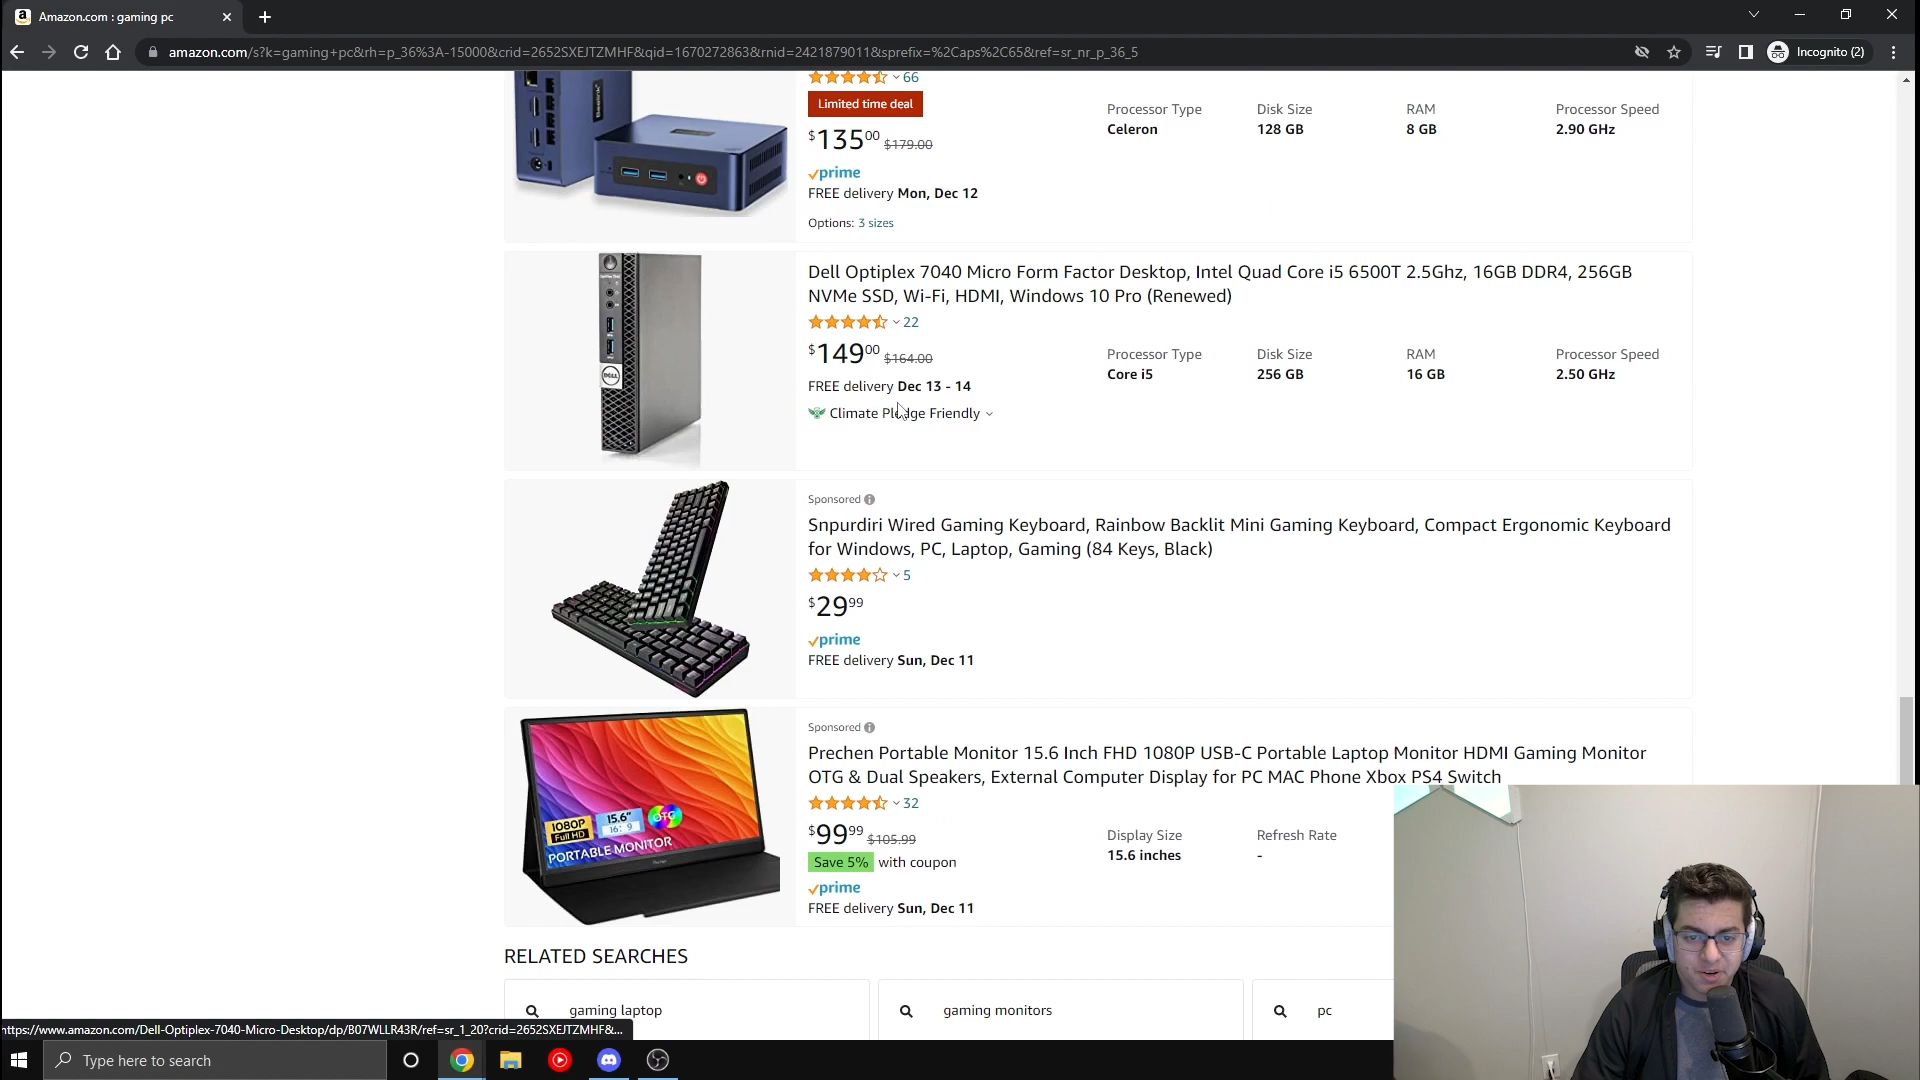 Amazon.com : gaming pc
amazon.com/s?k=gaming+pc&rh=p_36%3A-15000&crid=2652SXEJTZMHF&qid=1670272863&rnid=2421879011&sprefix=%2Caps%2C65&ref=sr_nr_p_36_5
Incognito (2)
66
Limited time deal
$135.00 $179.00
prime
FREE delivery Mon, Dec 12
Options: 3 sizes
Processor Type Disk Size RAM Processor Speed
Celeron 128 GB 8 GB 2.90 GHz
Dell Optiplex 7040 Micro Form Factor Desktop, Intel Quad Core i5 6500T 2.5Ghz, 16GB DDR4, 256GB
NVMe SSD, Wi-Fi, HDMI, Windows 10 Pro (Renewed)
22
$149.00 $164.00
FREE delivery Dec 13 - 14
Climate Pledge Friendly
Processor Type Disk Size RAM Processor Speed
Core i5 256 GB 16 GB 2.50 GHz
DELL
Sponsored
Snpurdiri Wired Gaming Keyboard, Rainbow Backlit Mini Gaming Keyboard, Compact Ergonomic Keyboard
for Windows, PC, Laptop, Gaming (84 Keys, Black)
5
$29.99
prime
FREE delivery Sun, Dec 11
Sponsored
Prechen Portable Monitor 15.6 Inch FHD 1080P USB-C Portable Laptop Monitor HDMI Gaming Monitor
OTG & Dual Speakers, External Computer Display for PC MAC Phone Xbox PS4 Switch
32
$99.99 $105.99
Save 5% with coupon
prime
FREE delivery Sun, Dec 11
Display Size Refresh Rate
15.6 inches -
1080P
Full HD
15.6"
16: 9
OTG
PORTABLE MONITOR
RELATED SEARCHES
gaming laptop
gaming monitors
pc
https://www.amazon.com/Dell-Optiplex-7040-Micro-Desktop/dp/B07WLLR43R/ref=sr_1_20?crid=2652SXEJTZMHF&...
Type here to search